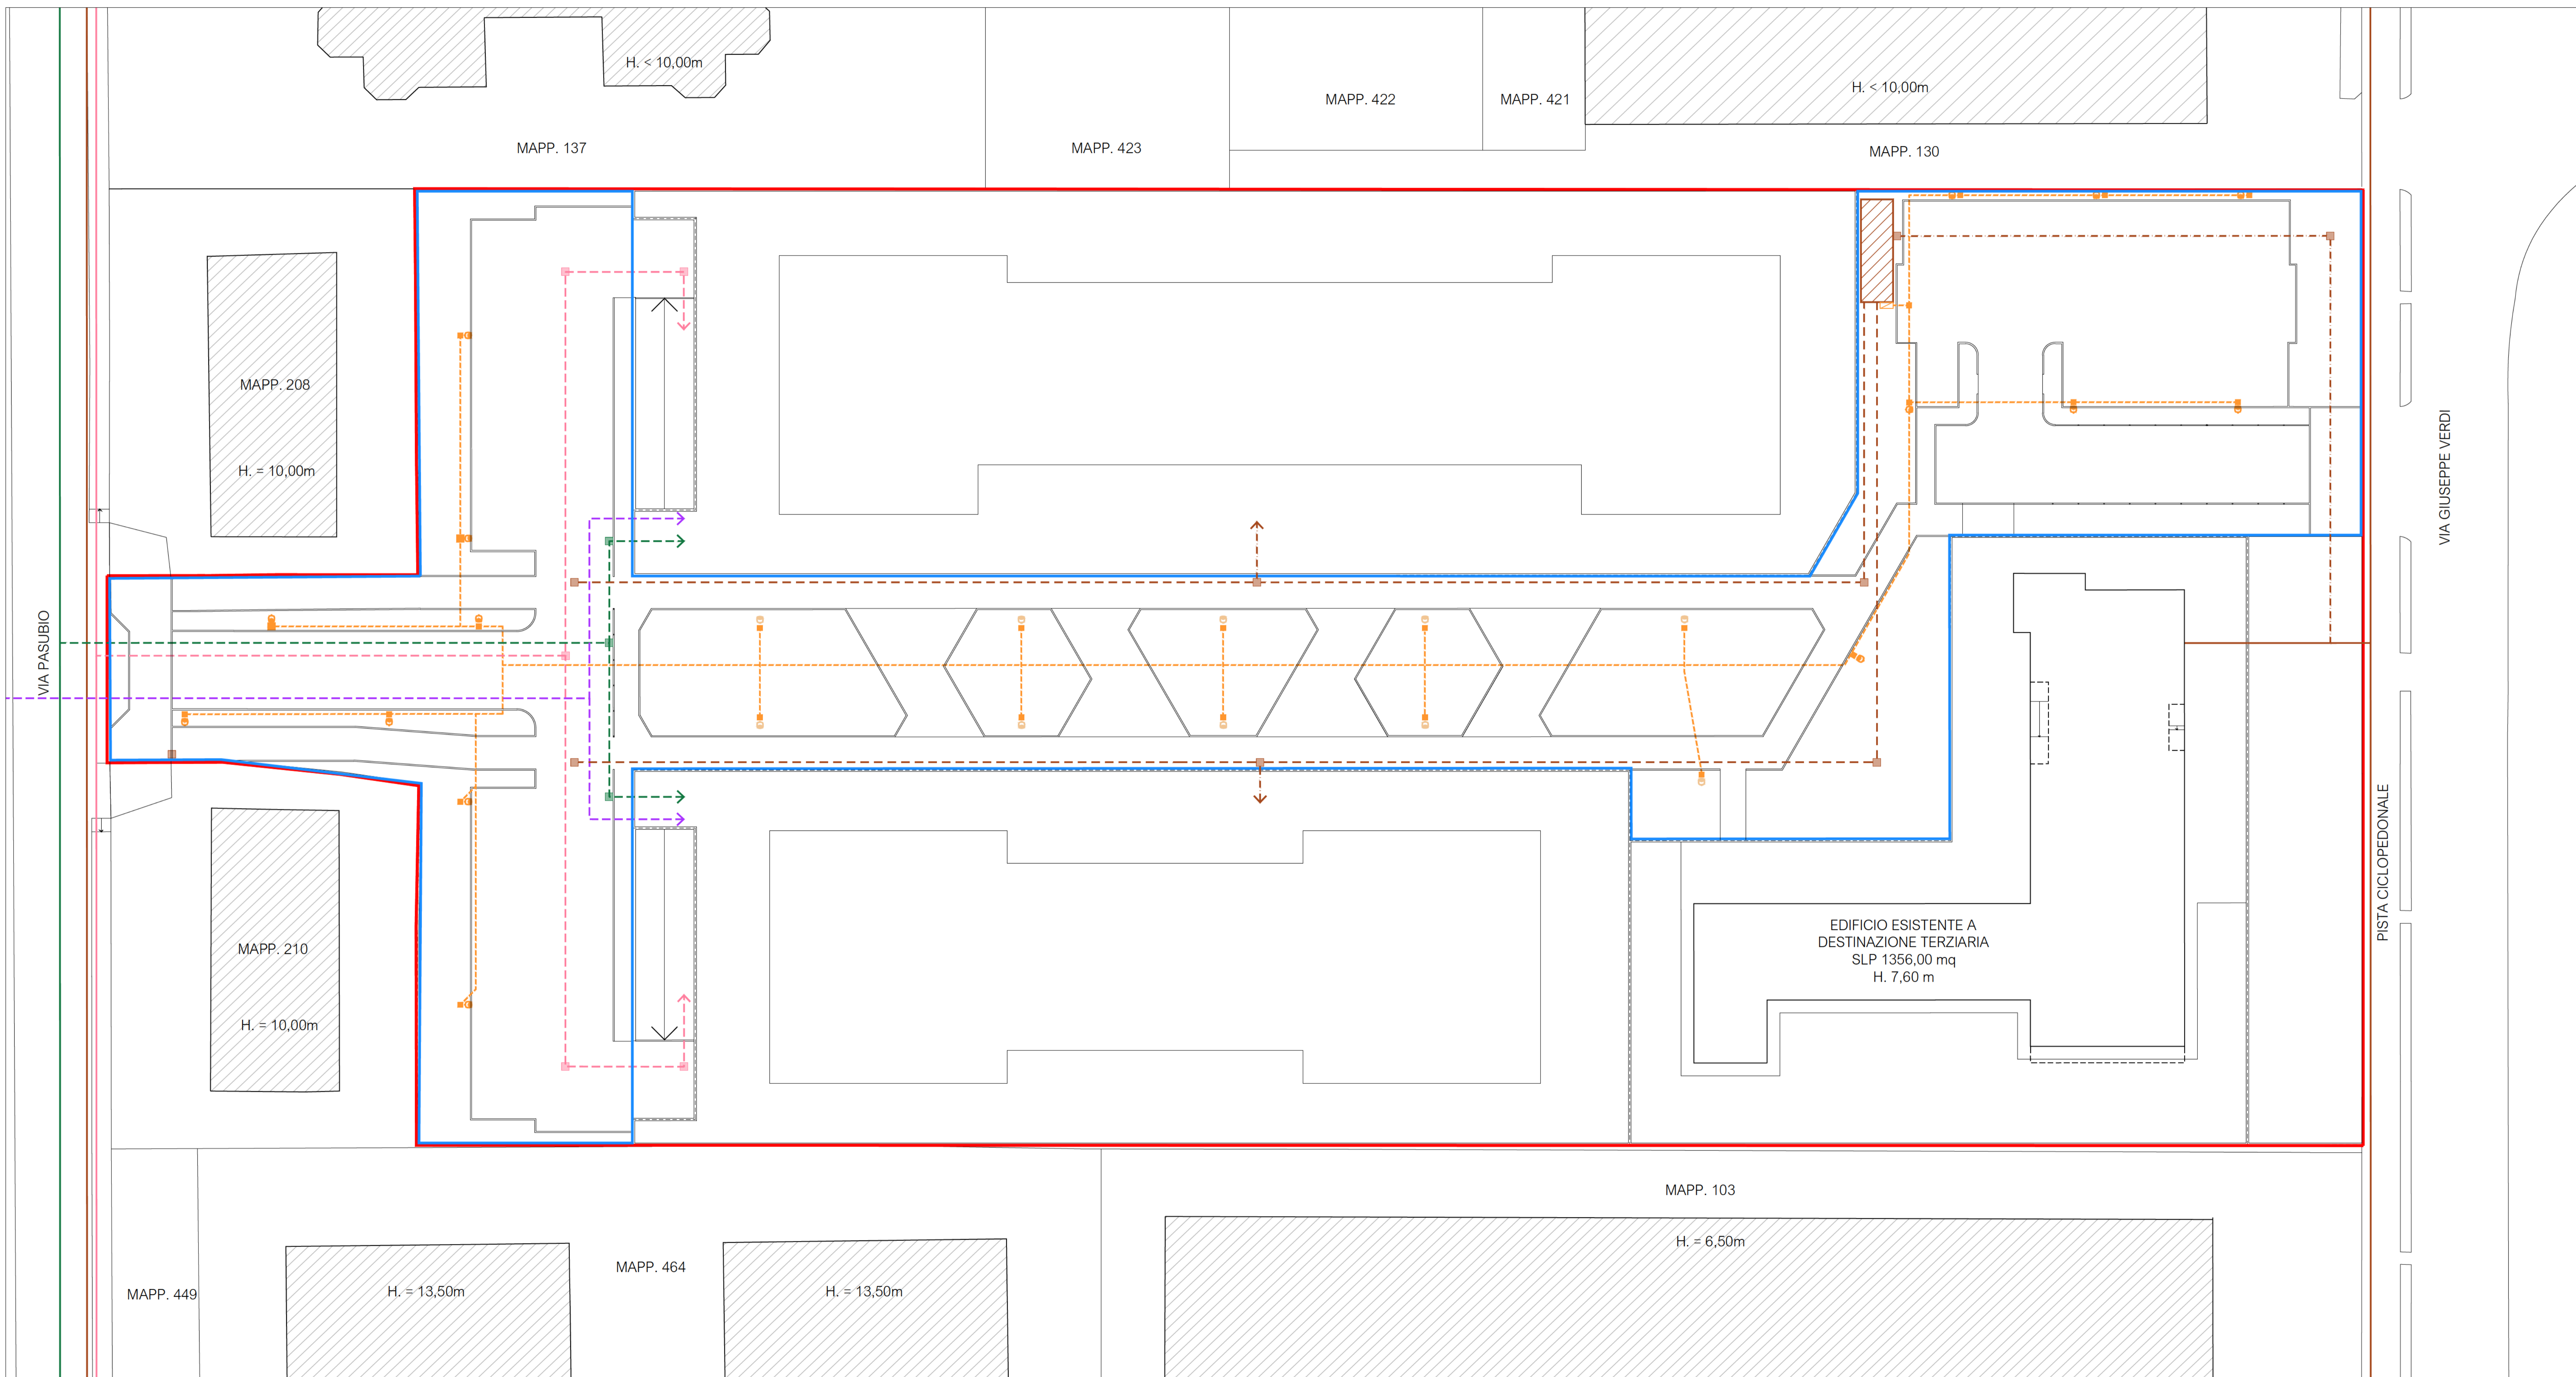 H. < 10,00m
H. < 10,00m
MAPP. 422
MAPP. 421
MAPP. 137
MAPP. 423
MAPP. 130
MAPP. 208
H. = 10,00m
VIA GIUSEPPE VERDI
VIA PASUBIO
PISTA CICLOPEDONALE
EDIFICIO ESISTENTE A
DESTINAZIONE TERZIARIA
SLP 1356,00 mq
H. 7,60 m
MAPP. 210
H. = 10,00m
MAPP. 103
H. = 6,50m
MAPP. 464
MAPP. 449
H. = 13,50m
H. = 13,50m